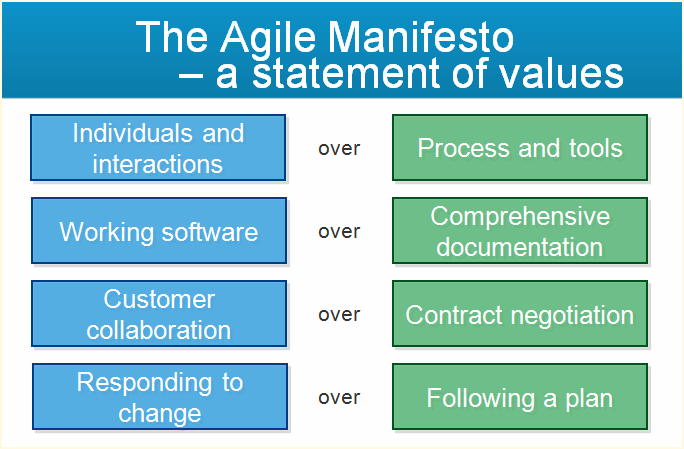 The Agile Manifesto
– a statement of values
Individuals and
interactions
over
Process and tools
Working software
over
Comprehensive
documentation
Customer
collaboration
over
Contract negotiation
Responding to
change
over
Following a plan